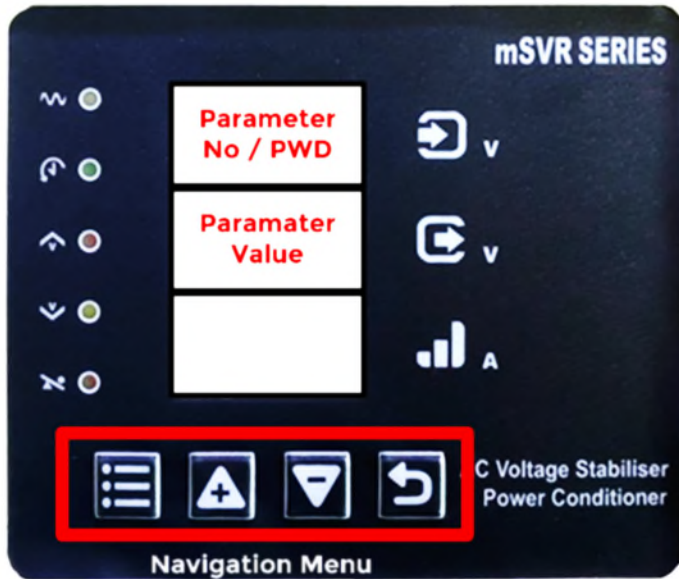 mSVR SERIES
Parameter
No / PWD
V
Paramater
Value
V
A
C Voltage Stabiliser
Power Conditioner
Navigation Menu